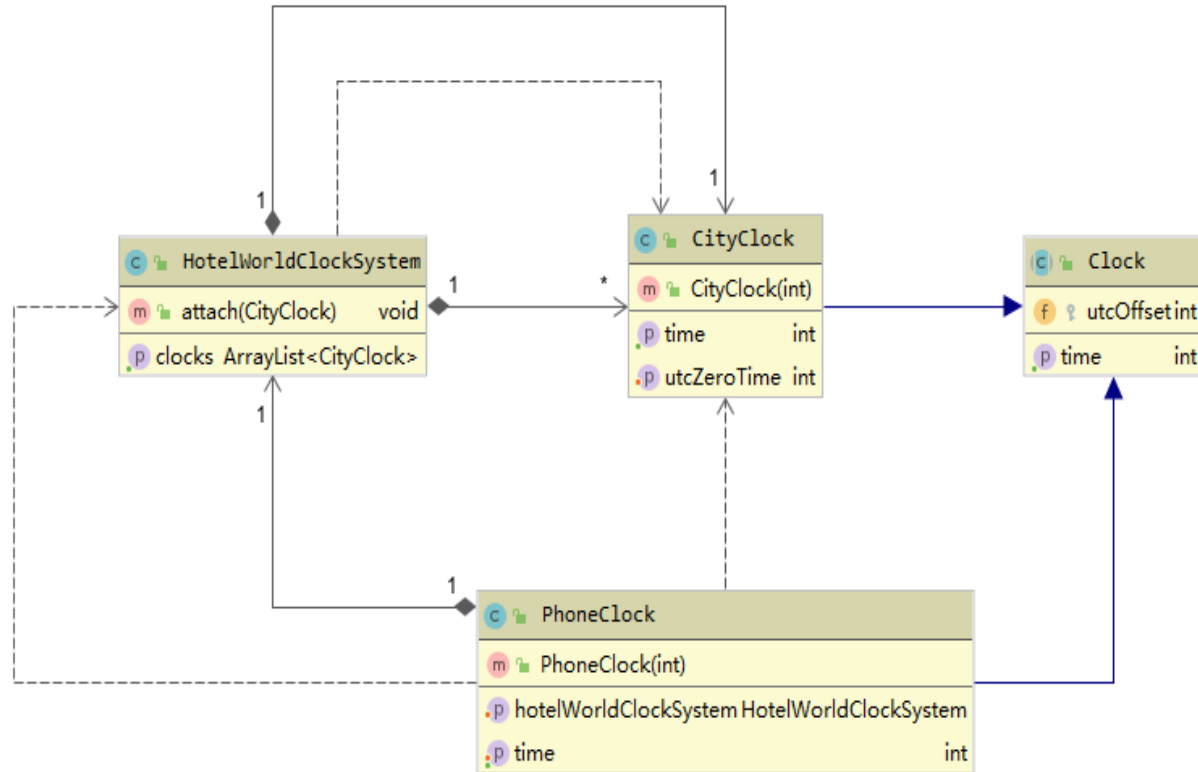 1
1
c HotelWorldClockSystem
m attach(CityClock) void
p clocks ArrayList<CityClock>
1
*
c CityClock
m CityClock(int)
p time int
p utcZeroTime int
c Clock
f utcOffset int
p time int
1
1
c PhoneClock
m PhoneClock(int)
p hotelWorldClockSystem HotelWorldClockSystem
p time int